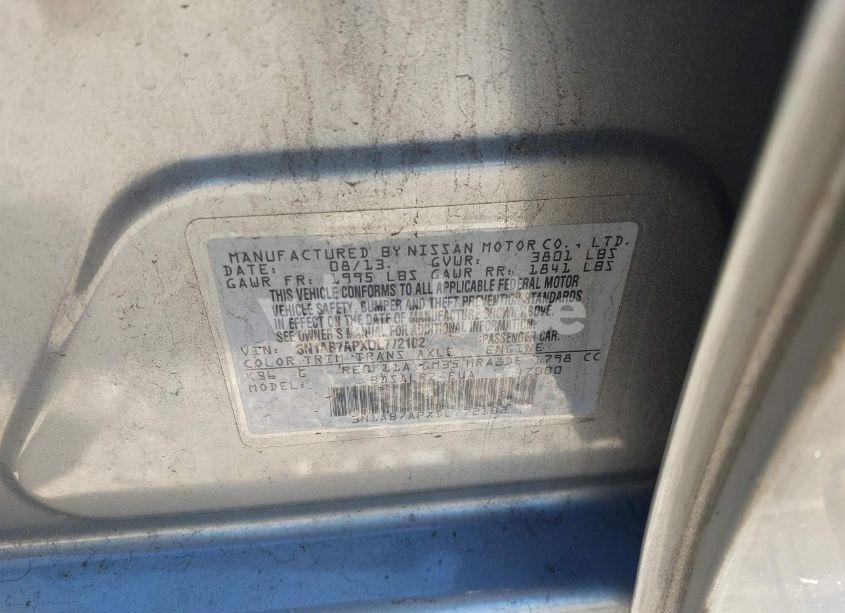 MANUFACTURED BY NISSAN MOTOR CO., LTD.
DATE: 08/13. GVWR: 3801 LBS
GAWR FR: 1995 LBS GAWR RR: 1841 LBS
THIS VEHICLE CONFORMS TO ALL APPLICABLE FEDERAL MOTOR
VEHICLE SAFETY, BUMPER AND THEFT PREVENTION STANDARDS
IN EFFECT ON THE DATE OF MANUFACTURE SHOWN ABOVE.
SEE OWNER'S MANUAL FOR ADDITIONAL INFORMATION.
VIN: 3N1AB7APXDL772102 PASSENGER CAR.
COLOR TRIM TRANS AXLE ENGINE
K36 G MRA8DE 1798 CC
MODEL: